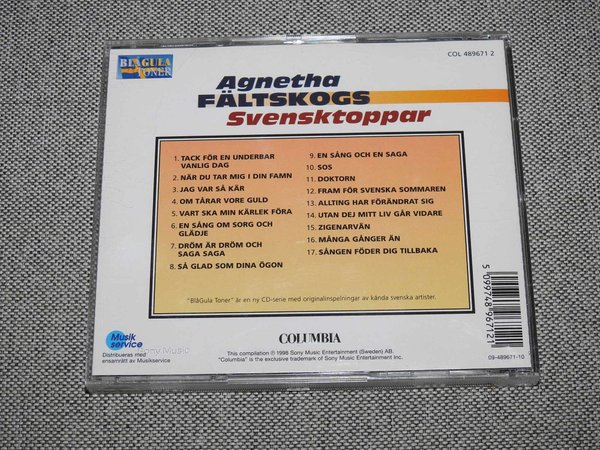 BLÅGULA
TONER
COL 489671 2
Agnetha
FÄLTSKOGS
Svensktoppar
1. TACK FÖR EN UNDERBAR
VANLIG DAG
2. NÄR DU TAR MIG I DIN FAMN
3. JAG VAR SÅ KÄR
4. OM TÅRAR VORE GULD
5. VART SKA MIN KÄRLEK FÖRA
6. EN SÅNG OM SORG OCH
GLÄDJE
7. DRÖM ÄR DRÖM OCH
SAGA SAGA
8. SÅ GLAD SOM DINA ÖGON
9. EN SÅNG OCH EN SAGA
10. SOS
11. DOKTORN
12. FRAM FÖR SVENSKA SOMMAREN
13. ALLTING HAR FÖRÄNDRAT SIG
14. UTAN DEJ MITT LIV GÅR VIDARE
15. ZIGENARVÄN
16. MÅNGA GÅNGER ÄN
17. SÅNGEN FÖDER DIG TILLBAKA
"BlåGula Toner" är en ny CD-serie med originalinspelningar av kända svenska artister.
5 099748 967121
Musik
service
Sony Music
Distribueras med
ensamrätt av Musikservice
COLUMBIA
This compilation ℗ 1998 Sony Music Entertainment (Sweden) AB.
"Columbia" is the exclusive trademark of Sony Music Entertainment Inc.
09-489671-10